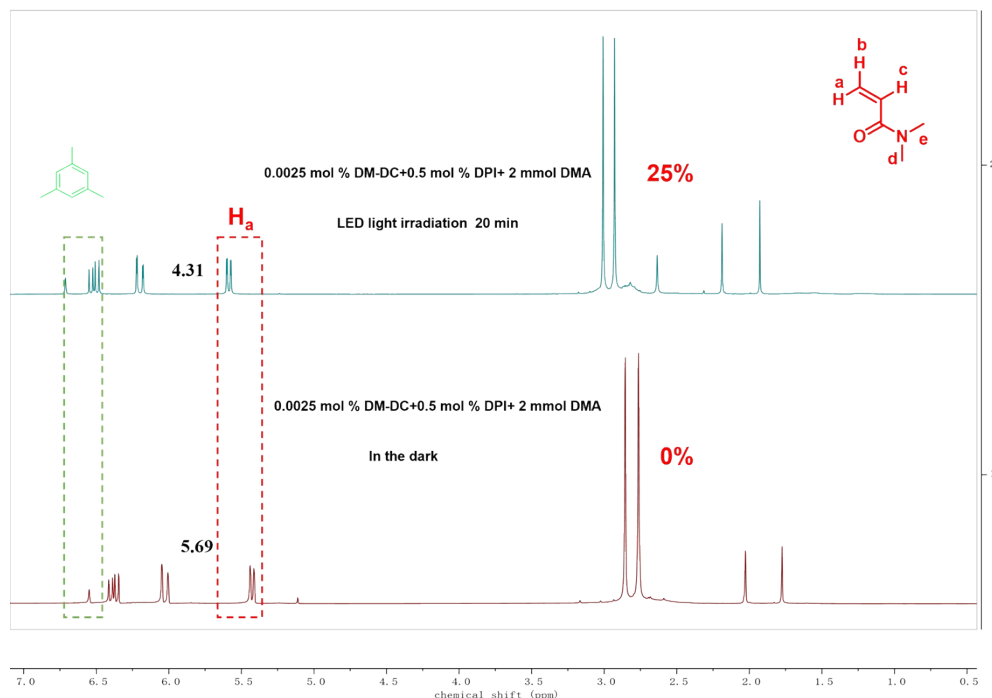 b
H
a
c
H
H
O
N
e
d
0.0025 mol % DM-DC+0.5 mol % DPI+ 2 mmol DMA
25%
LED light irradiation 20 min
Ha
4.31
0.0025 mol % DM-DC+0.5 mol % DPI+ 2 mmol DMA
In the dark
0%
5.69
7.0 6.5 6.0 5.5 5.0 4.5 4.0 3.5 3.0 2.5 2.0 1.5 1.0 0.5
chemical shift (ppm)